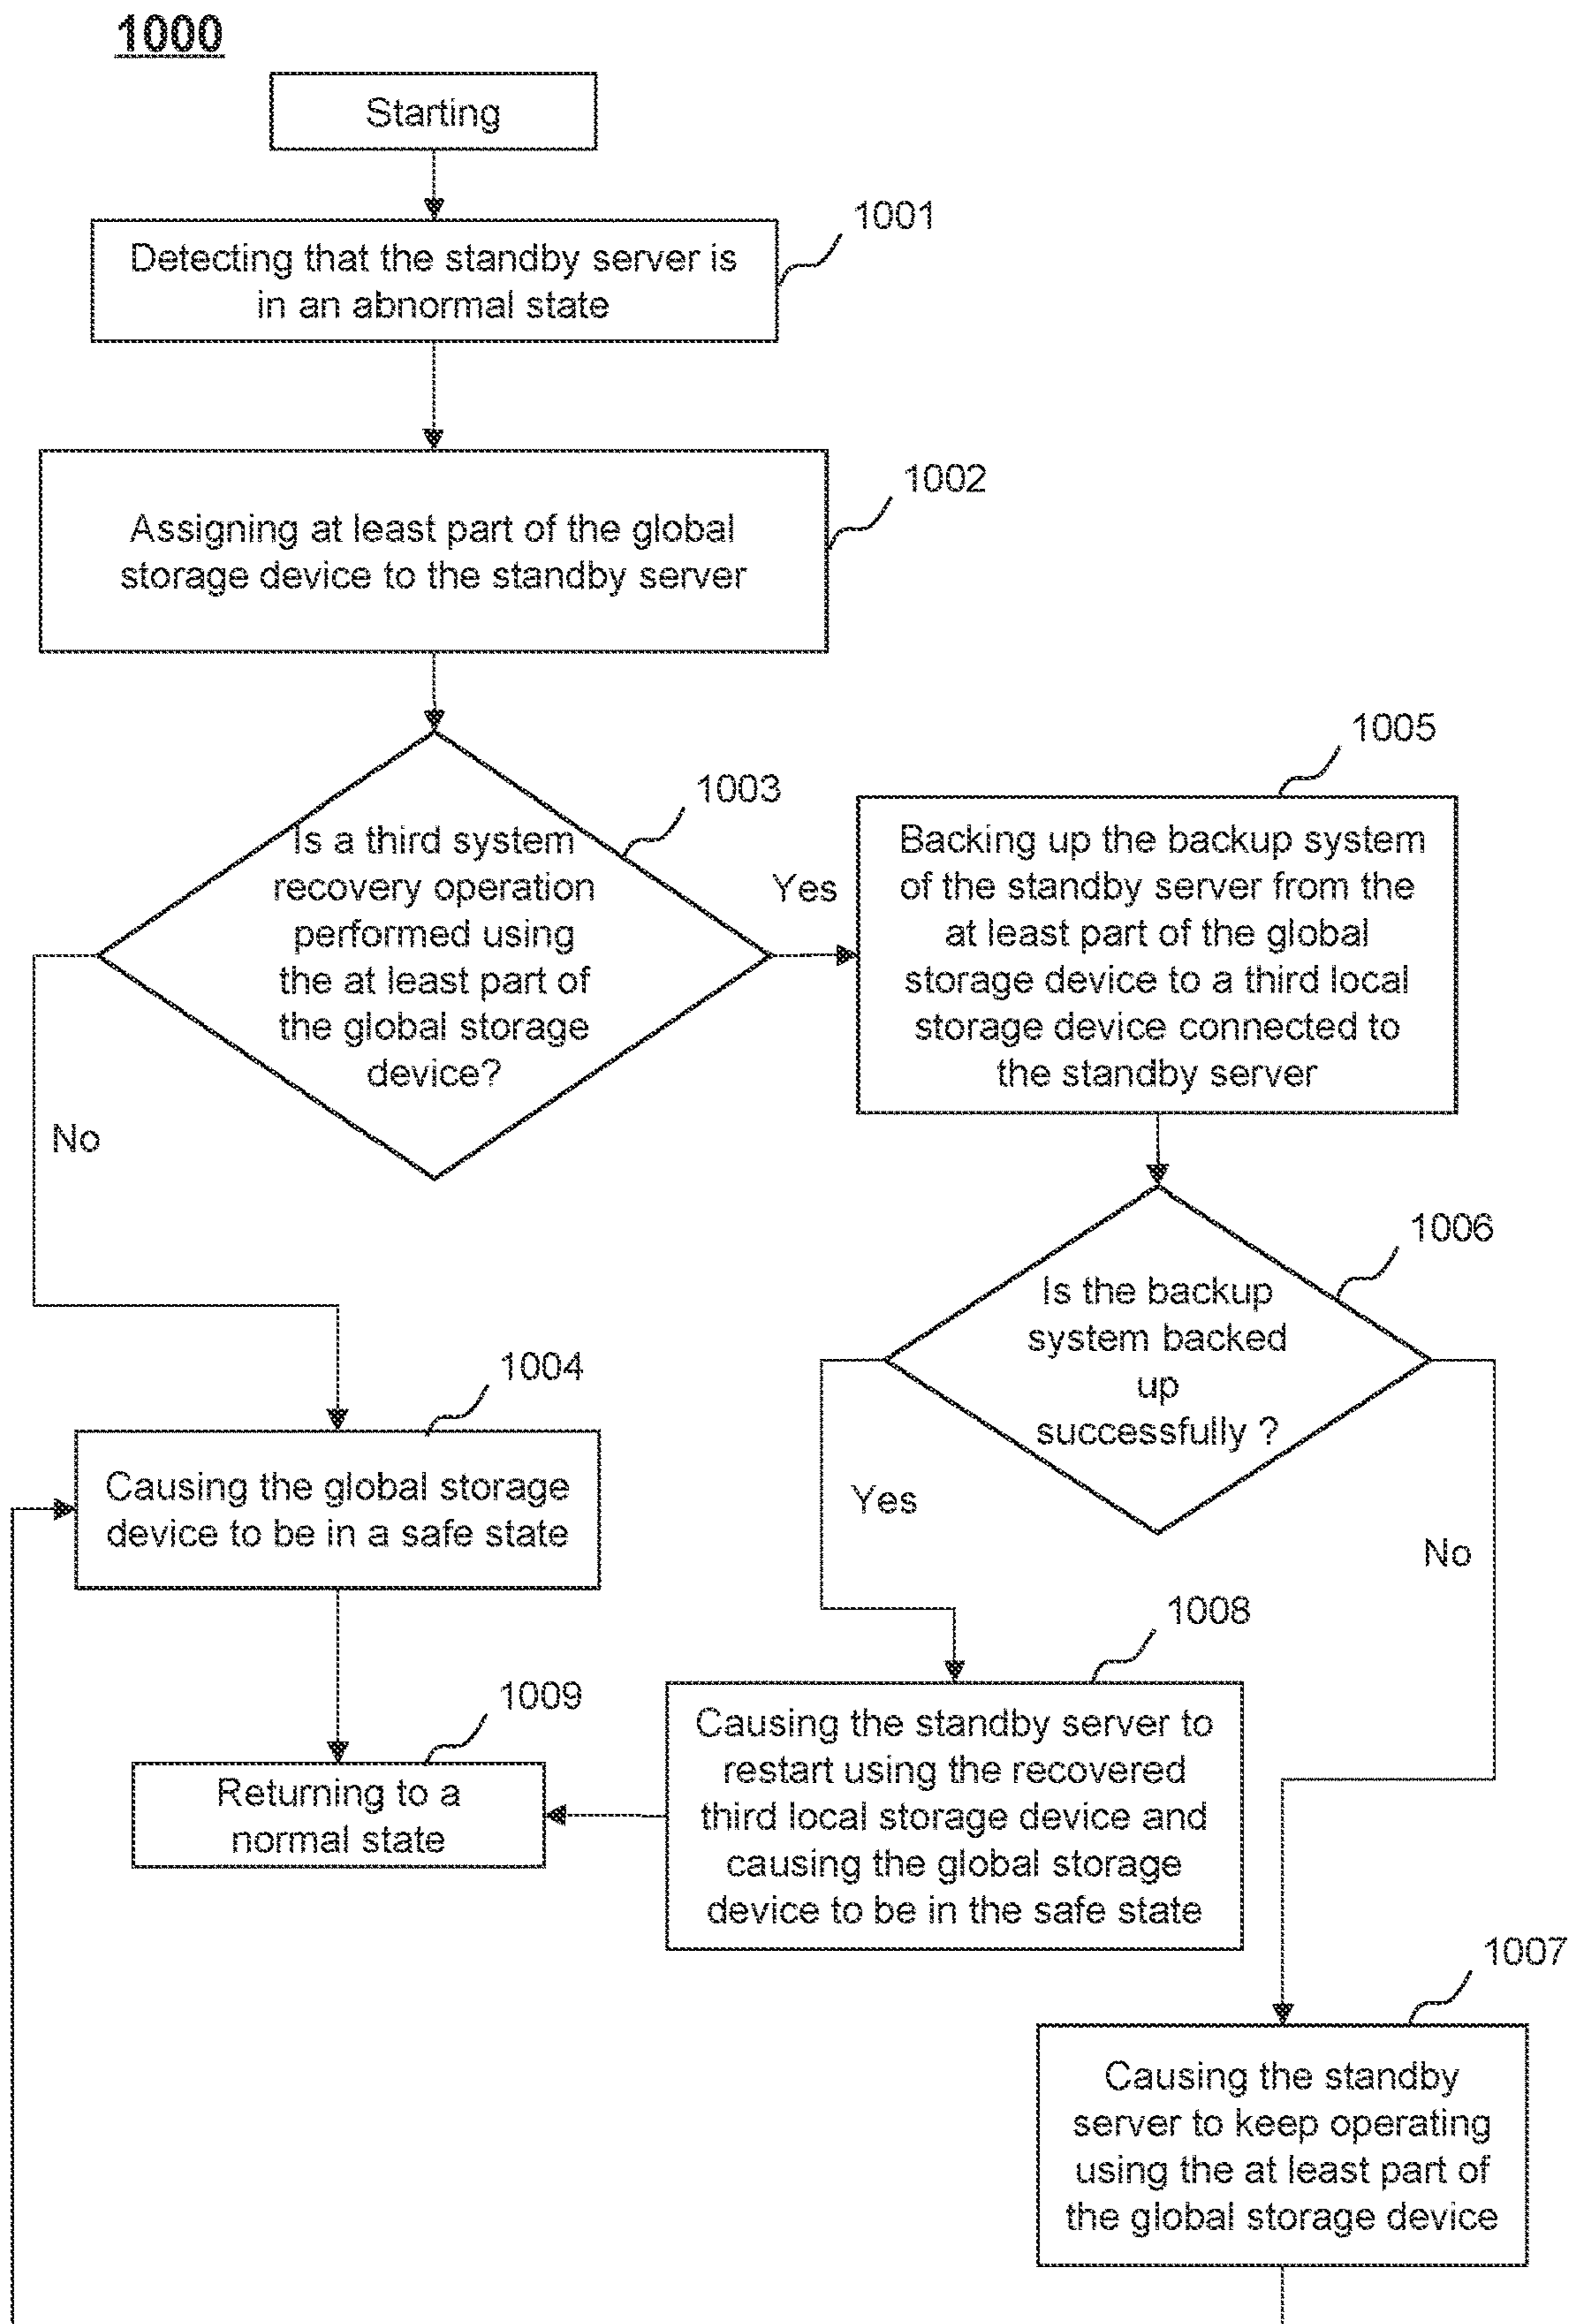 1000
Starting
1001
Detecting that the standby server is
in an abnormal state
1002
Assigning at least part of the global
storage device to the standby server
1003
Is a third system
recovery operation
performed using
the at least part of
the global storage
device?
Yes
No
1005
Backing up the backup system
of the standby server from the
at least part of the global
storage device to a third local
storage device connected to
the standby server
1006
Is the backup
system backed
up
successfully ?
Yes
No
1004
Causing the global storage
device to be in a safe state
1009
Returning to a
normal state
1008
Causing the standby server to
restart using the recovered
third local storage device and
causing the global storage
device to be in the safe state
1007
Causing the standby
server to keep operating
using the at least part of
the global storage device